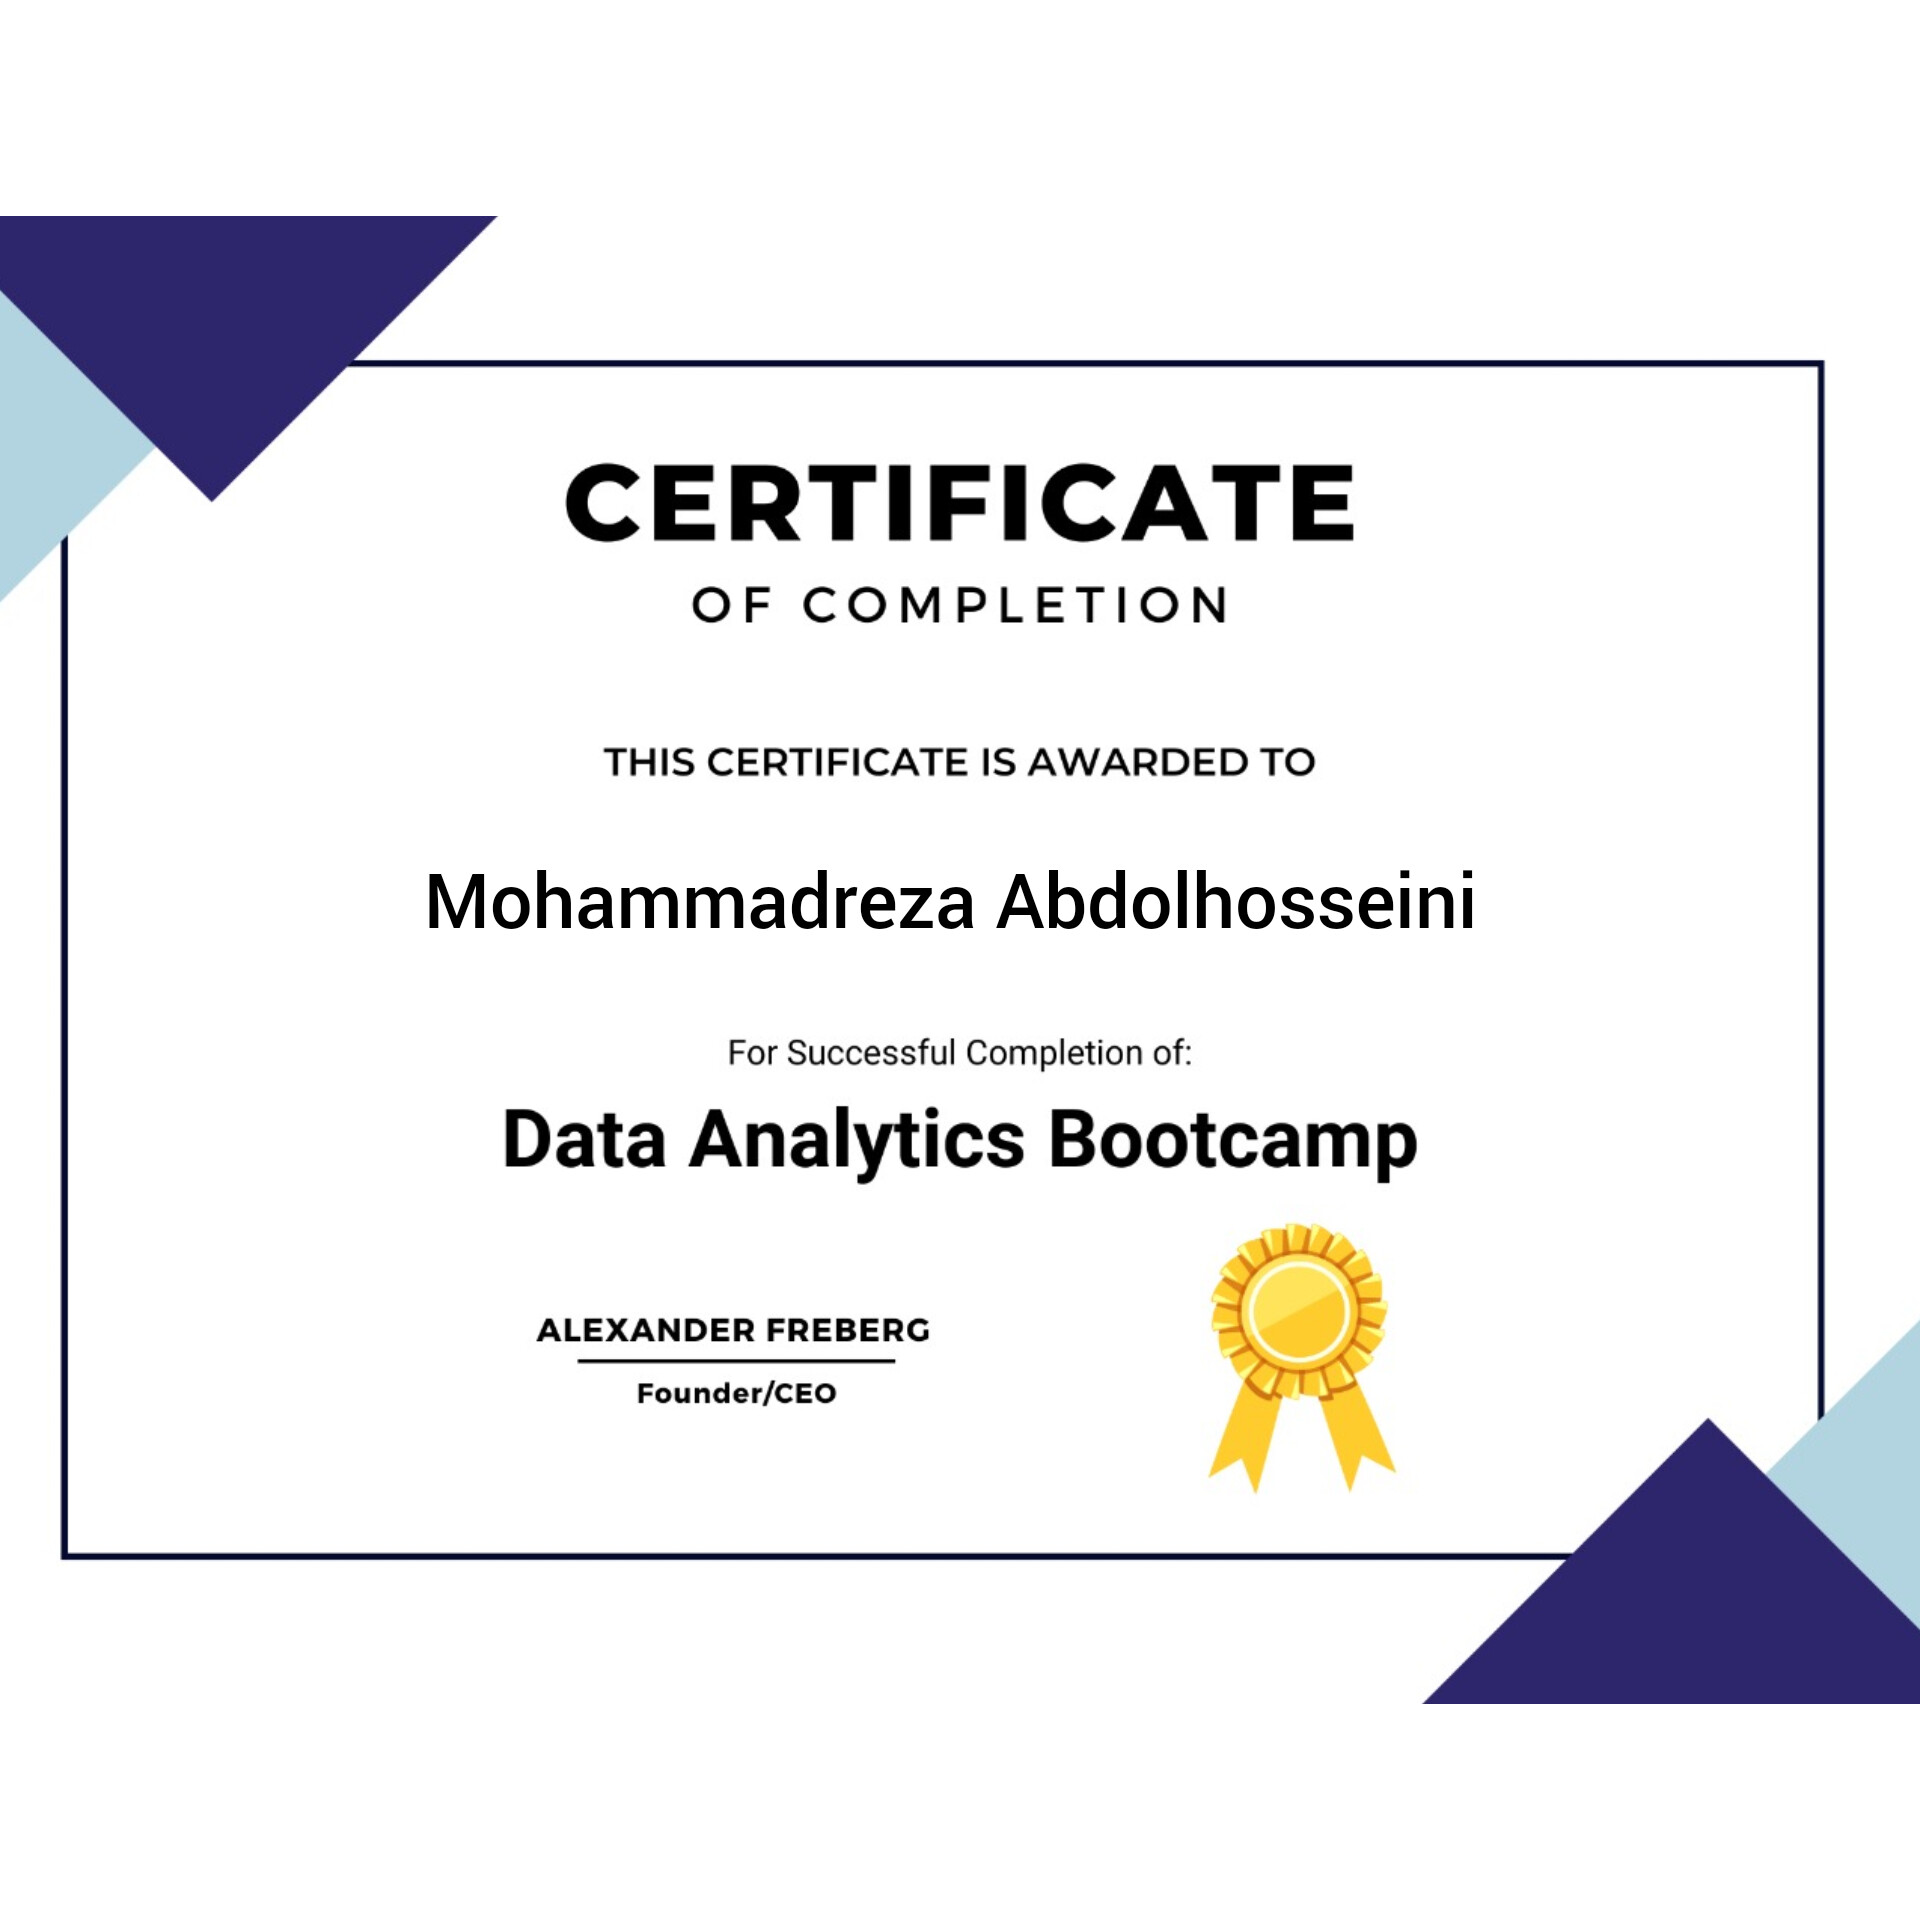 CERTIFICATE
OF COMPLETION
THIS CERTIFICATE IS AWARDED TO
Mohammadreza Abdolhosseini
For Successful Completion of:
Data Analytics Bootcamp
ALEXANDER FREBERG
Founder/CEO